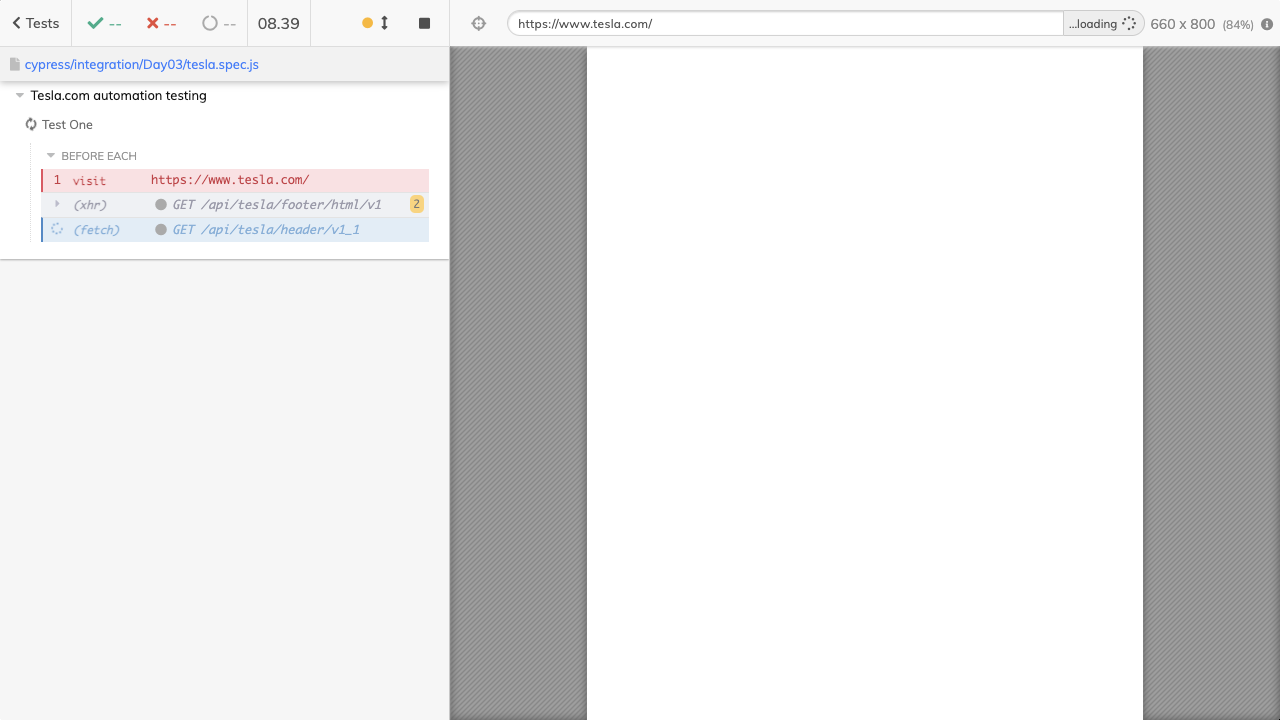 Tests -- -- -- 08.39
https://www.tesla.com/ ...loading 660 x 800 (84%)
cypress/integration/Day03/tesla.spec.js
Tesla.com automation testing
Test One
BEFORE EACH
1 visit https://www.tesla.com/
(xhr) GET /api/tesla/footer/html/v1 2
(fetch) GET /api/tesla/header/v1_1